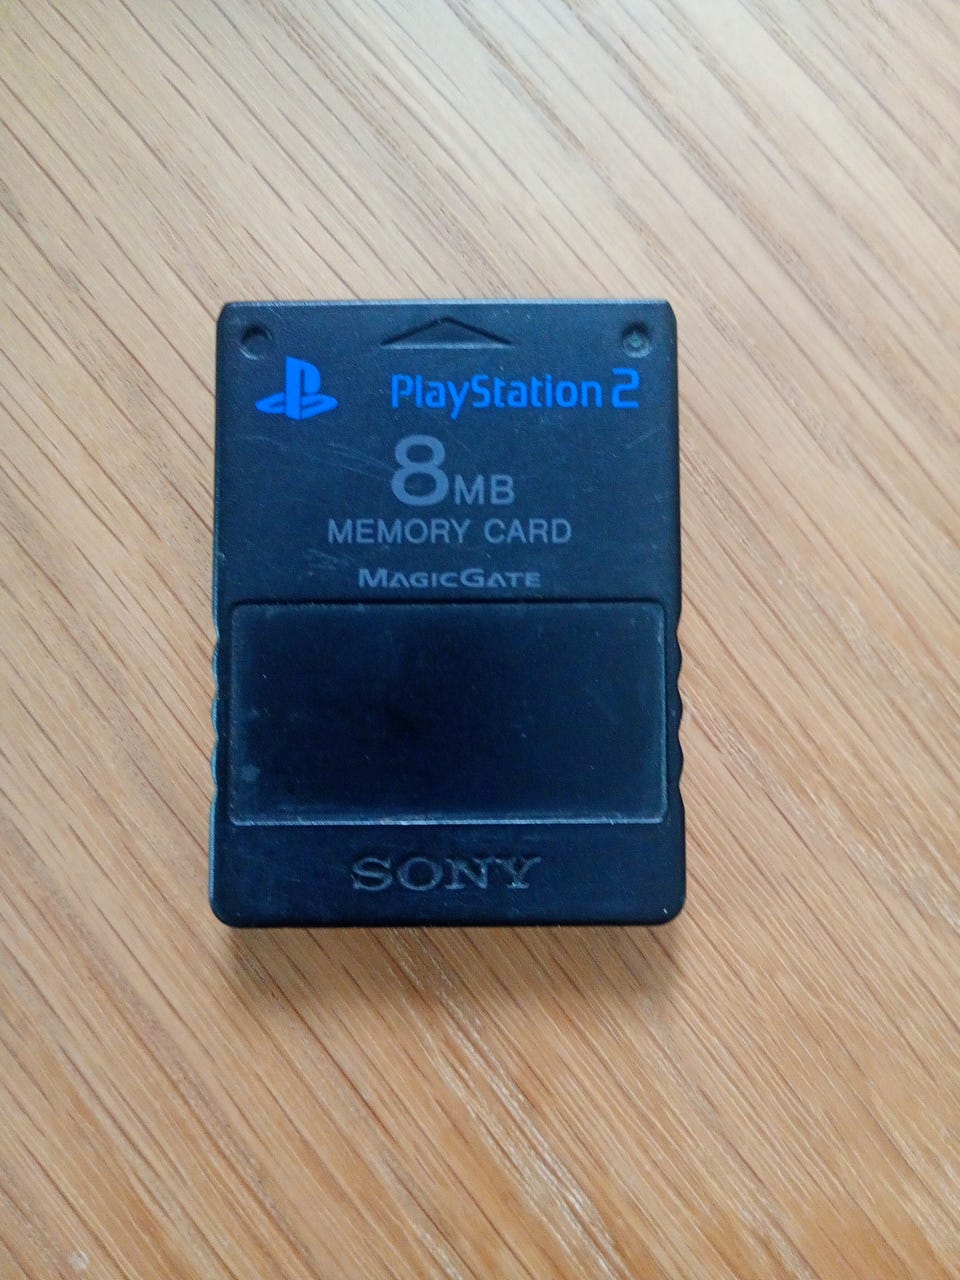 PlayStation 2
8MB
MEMORY CARD
MAGICGATE
SONY